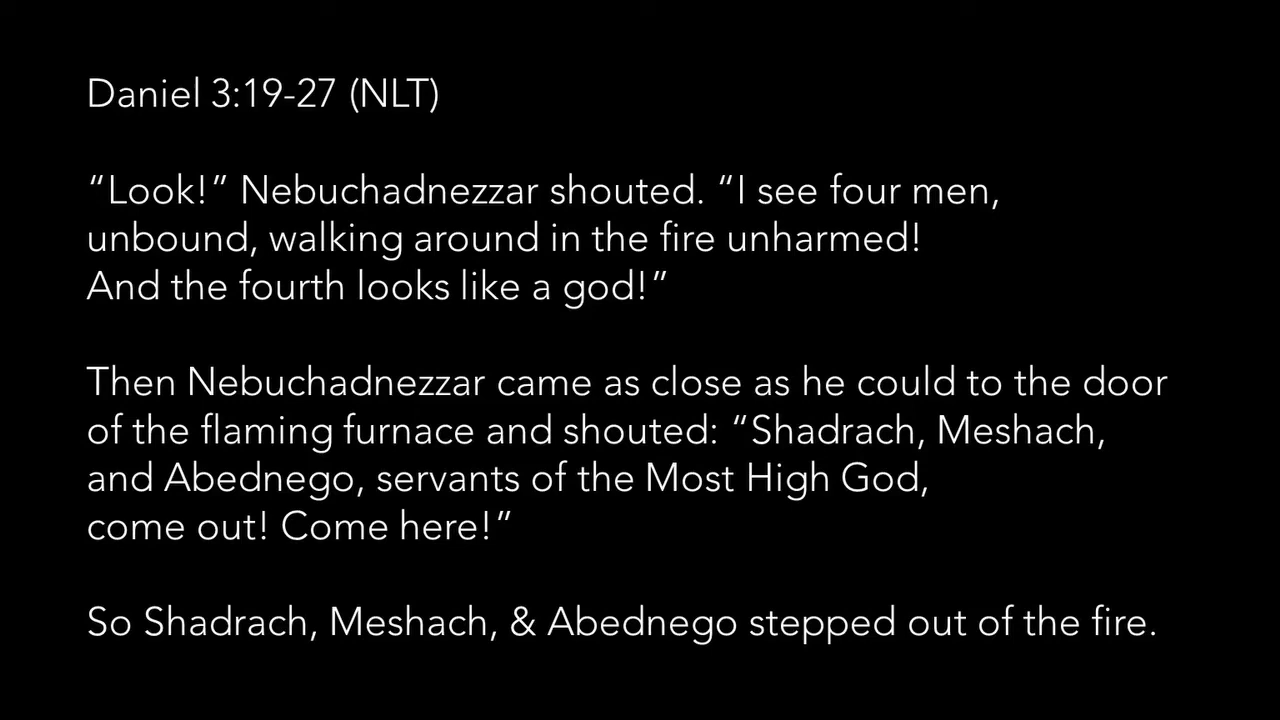 Daniel 3:19-27 (NLT)
“Look!” Nebuchadnezzar shouted. “I see four men,
unbound, walking around in the fire unharmed!
And the fourth looks like a god!”
Then Nebuchadnezzar came as close as he could to the door
of the flaming furnace and shouted: “Shadrach, Meshach,
and Abednego, servants of the Most High God,
come out! Come here!”
So Shadrach, Meshach, & Abednego stepped out of the fire.